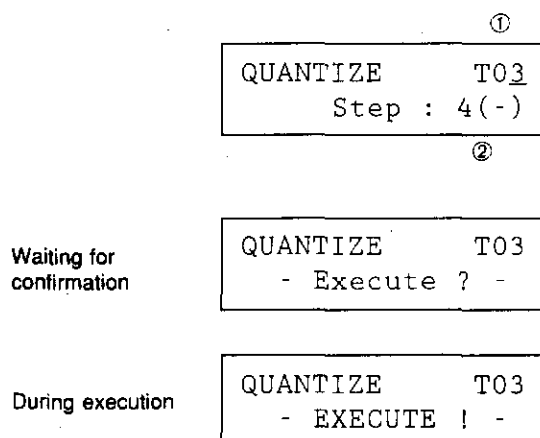 ①
QUANTIZE T03
Step : 4(-)
②
Waiting for
confirmation
QUANTIZE T03
- Execute ? -
During execution
QUANTIZE T03
- EXECUTE ! -